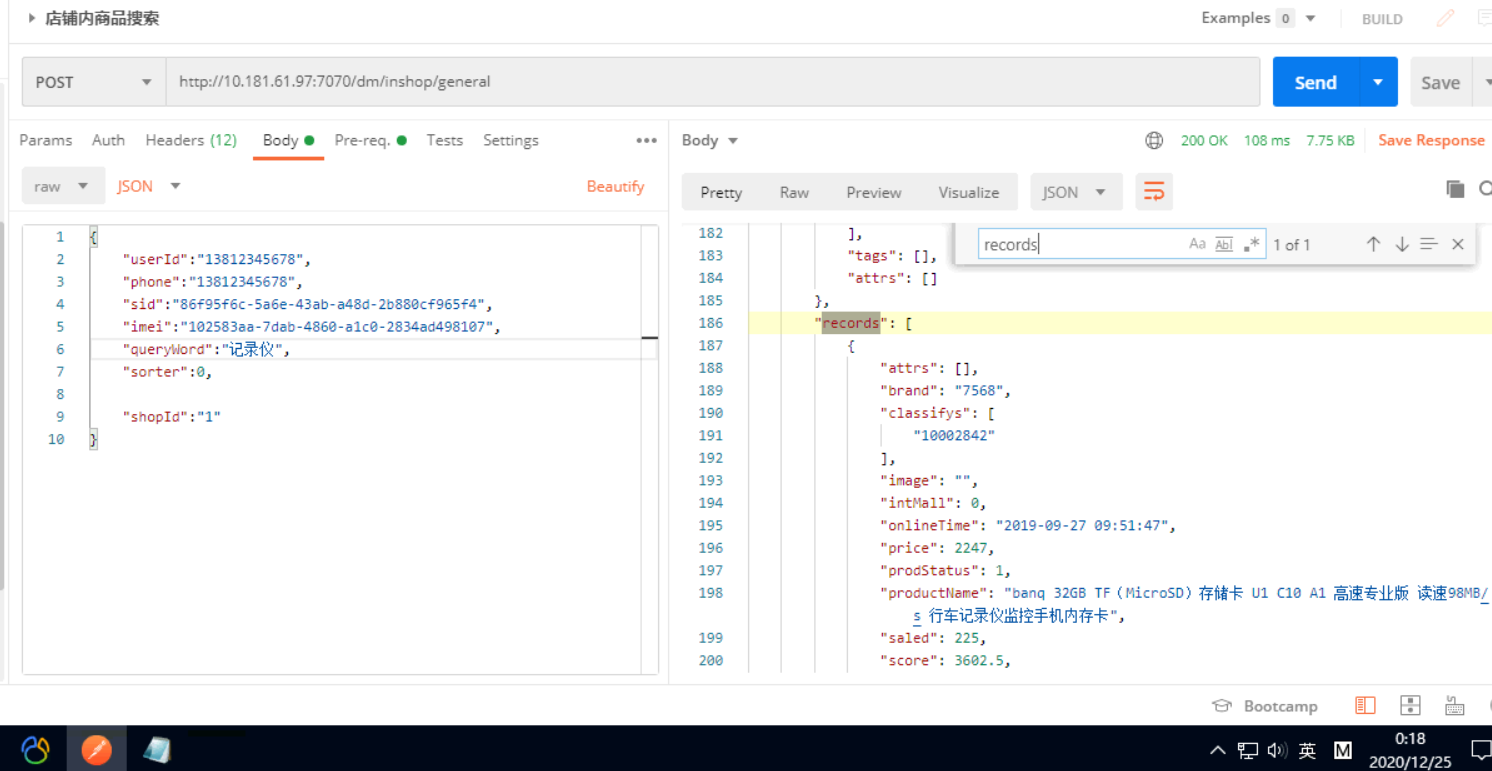 店铺内商品搜索
Examples 0
BUILD
POST
http://10.181.61.97:7070/dm/inshop/general
Send
Save
Params Auth Headers (12) Body Pre-req. Tests Settings
raw JSON Beautify
1 {
2 "userId":"13812345678",
3 "phone":"13812345678",
4 "sid":"86f95f6c-5a6e-43ab-a48d-2b880cf965f4",
5 "imei":"102583aa-7dab-4860-a1c0-2834ad498107",
6 "queryWord":"记录仪",
7 "sorter":0,
8
9 "shopId":"1"
10 }
Body 200 OK 108 ms 7.75 KB Save Response
Pretty Raw Preview Visualize JSON
records Aa Abl .* 1 of 1
182 ],
183 "tags": [],
184 "attrs": []
185 },
186 "records": [
187 {
188 "attrs": [],
189 "brand": "7568",
190 "classifys": [
191 "10002842"
192 ],
193 "image": "",
194 "intMall": 0,
195 "onlineTime": "2019-09-27 09:51:47",
196 "price": 2247,
197 "prodStatus": 1,
198 "productName": "banq 32GB TF（MicroSD）存储卡 U1 C10 A1 高速专业版 读速98MB/
s 行车记录仪监控手机内存卡",
199 "saled": 225,
200 "score": 3602.5,
Bootcamp
英 M
0:18
2020/12/25